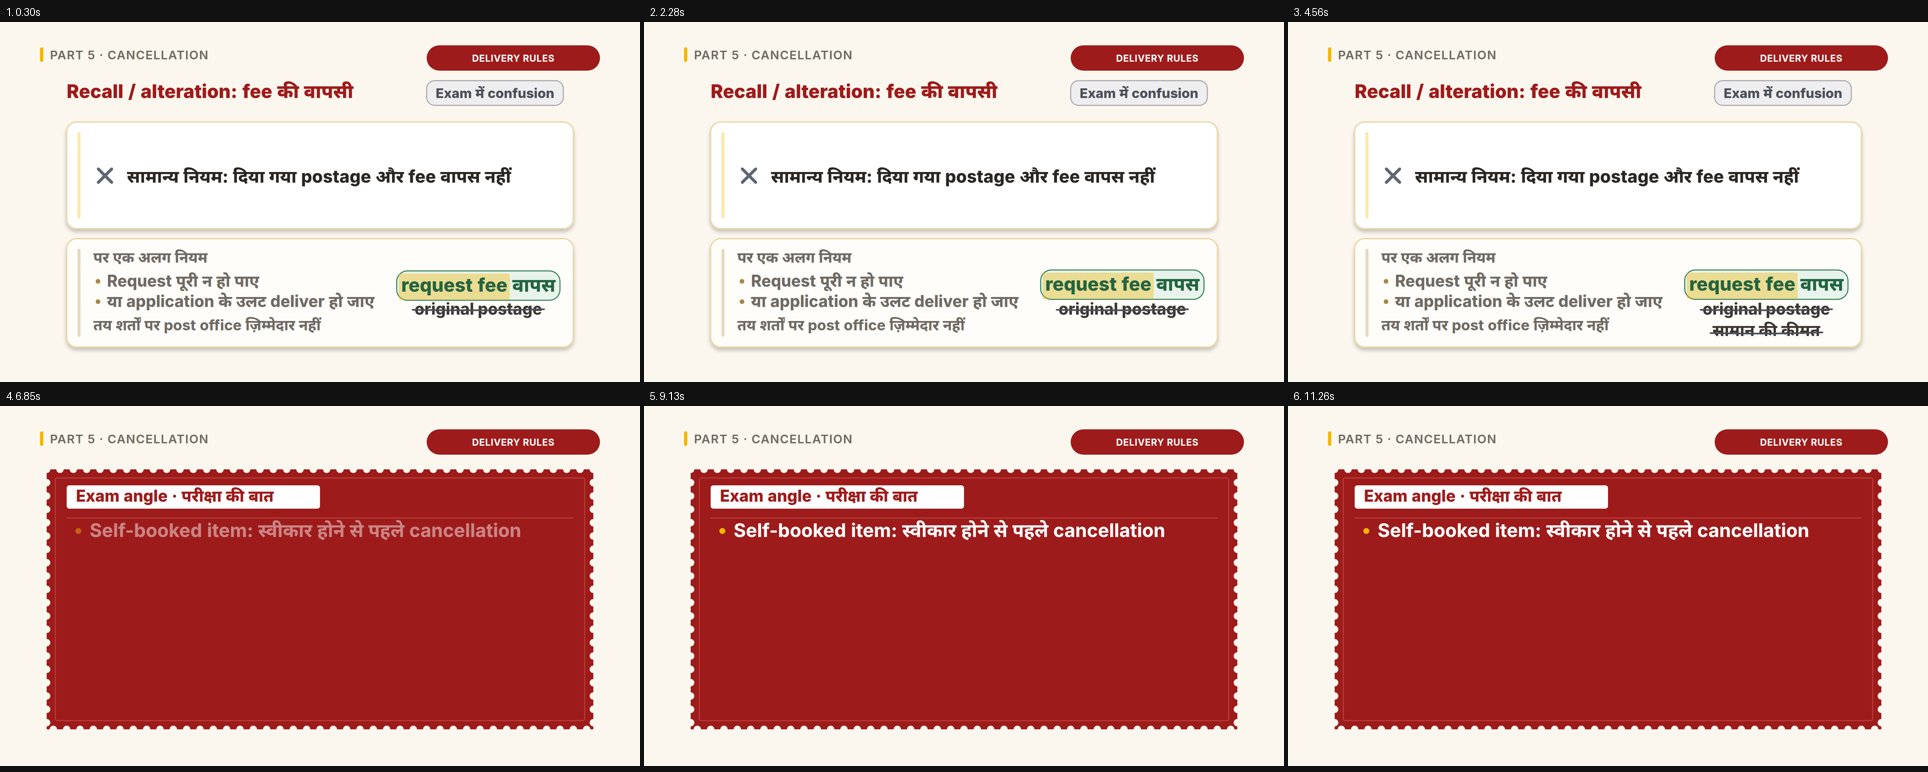 1. 0.30s
PART 5 · CANCELLATION
DELIVERY RULES
Recall / alteration: fee की वापसी
Exam में confusion
✕ सामान्य नियम: दिया गया postage और fee वापस नहीं
पर एक अलग नियम
• Request पूरी न हो पाए
• या application के उलट deliver हो जाए
तय शर्तों पर post office ज़िम्मेदार नहीं
request fee वापस
original postage
2. 2.28s
PART 5 · CANCELLATION
DELIVERY RULES
Recall / alteration: fee की वापसी
Exam में confusion
✕ सामान्य नियम: दिया गया postage और fee वापस नहीं
पर एक अलग नियम
• Request पूरी न हो पाए
• या application के उलट deliver हो जाए
तय शर्तों पर post office ज़िम्मेदार नहीं
request fee वापस
original postage
3. 4.56s
PART 5 · CANCELLATION
DELIVERY RULES
Recall / alteration: fee की वापसी
Exam में confusion
✕ सामान्य नियम: दिया गया postage और fee वापस नहीं
पर एक अलग नियम
• Request पूरी न हो पाए
• या application के उलट deliver हो जाए
तय शर्तों पर post office ज़िम्मेदार नहीं
request fee वापस
original postage
सामान की कीमत
4. 6.85s
PART 5 · CANCELLATION
DELIVERY RULES
Exam angle · परीक्षा की बात
• Self-booked item: स्वीकार होने से पहले cancellation
5. 9.13s
PART 5 · CANCELLATION
DELIVERY RULES
Exam angle · परीक्षा की बात
• Self-booked item: स्वीकार होने से पहले cancellation
6. 11.26s
PART 5 · CANCELLATION
DELIVERY RULES
Exam angle · परीक्षा की बात
• Self-booked item: स्वीकार होने से पहले cancellation